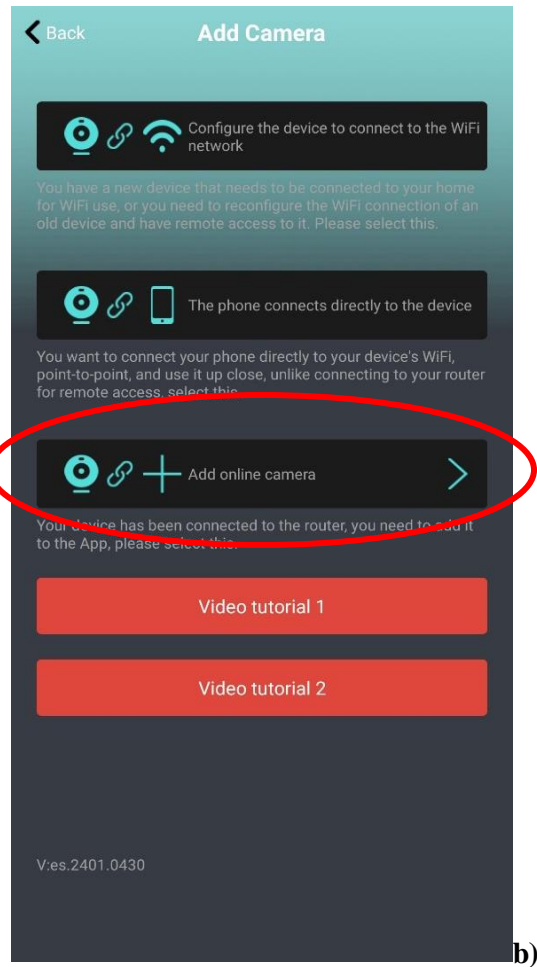 Back
Add Camera
Configure the device to connect to the WiFi
network
You have a new device that needs to be connected to your home
for WiFi use, or you need to reconfigure the WiFi connection of an
old device and have remote access to it. Please select this.
The phone connects directly to the device
You want to connect your phone directly to your device's WiFi,
point-to-point, and use it up close, unlike connecting to your router
for remote access, select this.
Add online camera
Your device has been connected to the router, you need to add it
to the App, please select this.
Video tutorial 1
Video tutorial 2
V:es.2401.0430
b)